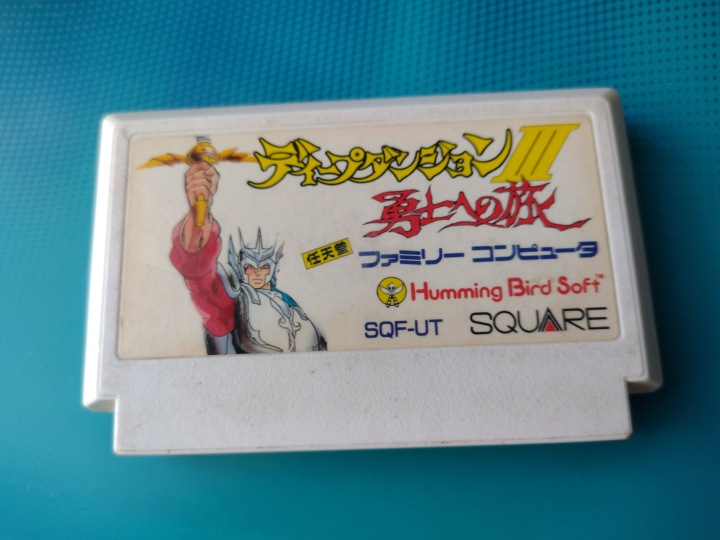 ディープダンジョンIII
勇士への旅
任天堂 ファミリー コンピュータ
Humming Bird Soft™
SQF-UT SQUARE